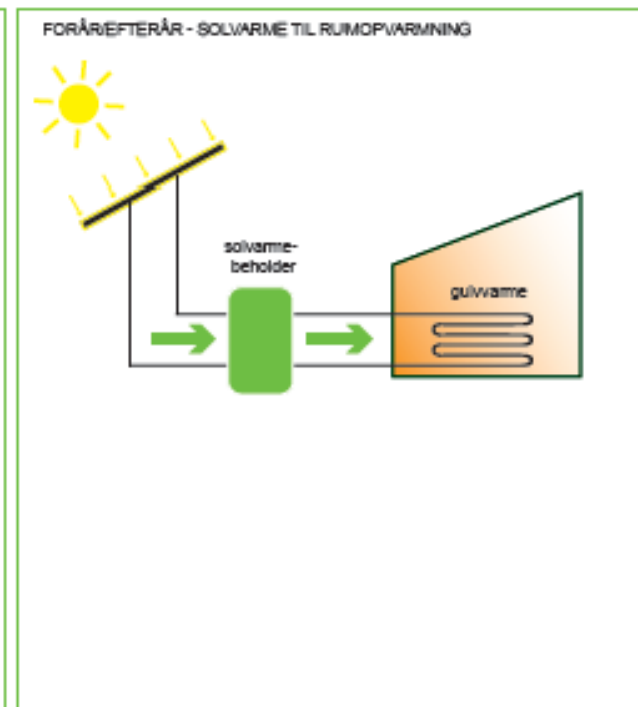 FORÅR/EFTERÅR - SOLVARME TIL RUMOPVARMNING
solvarme-
beholder
gulvvarme